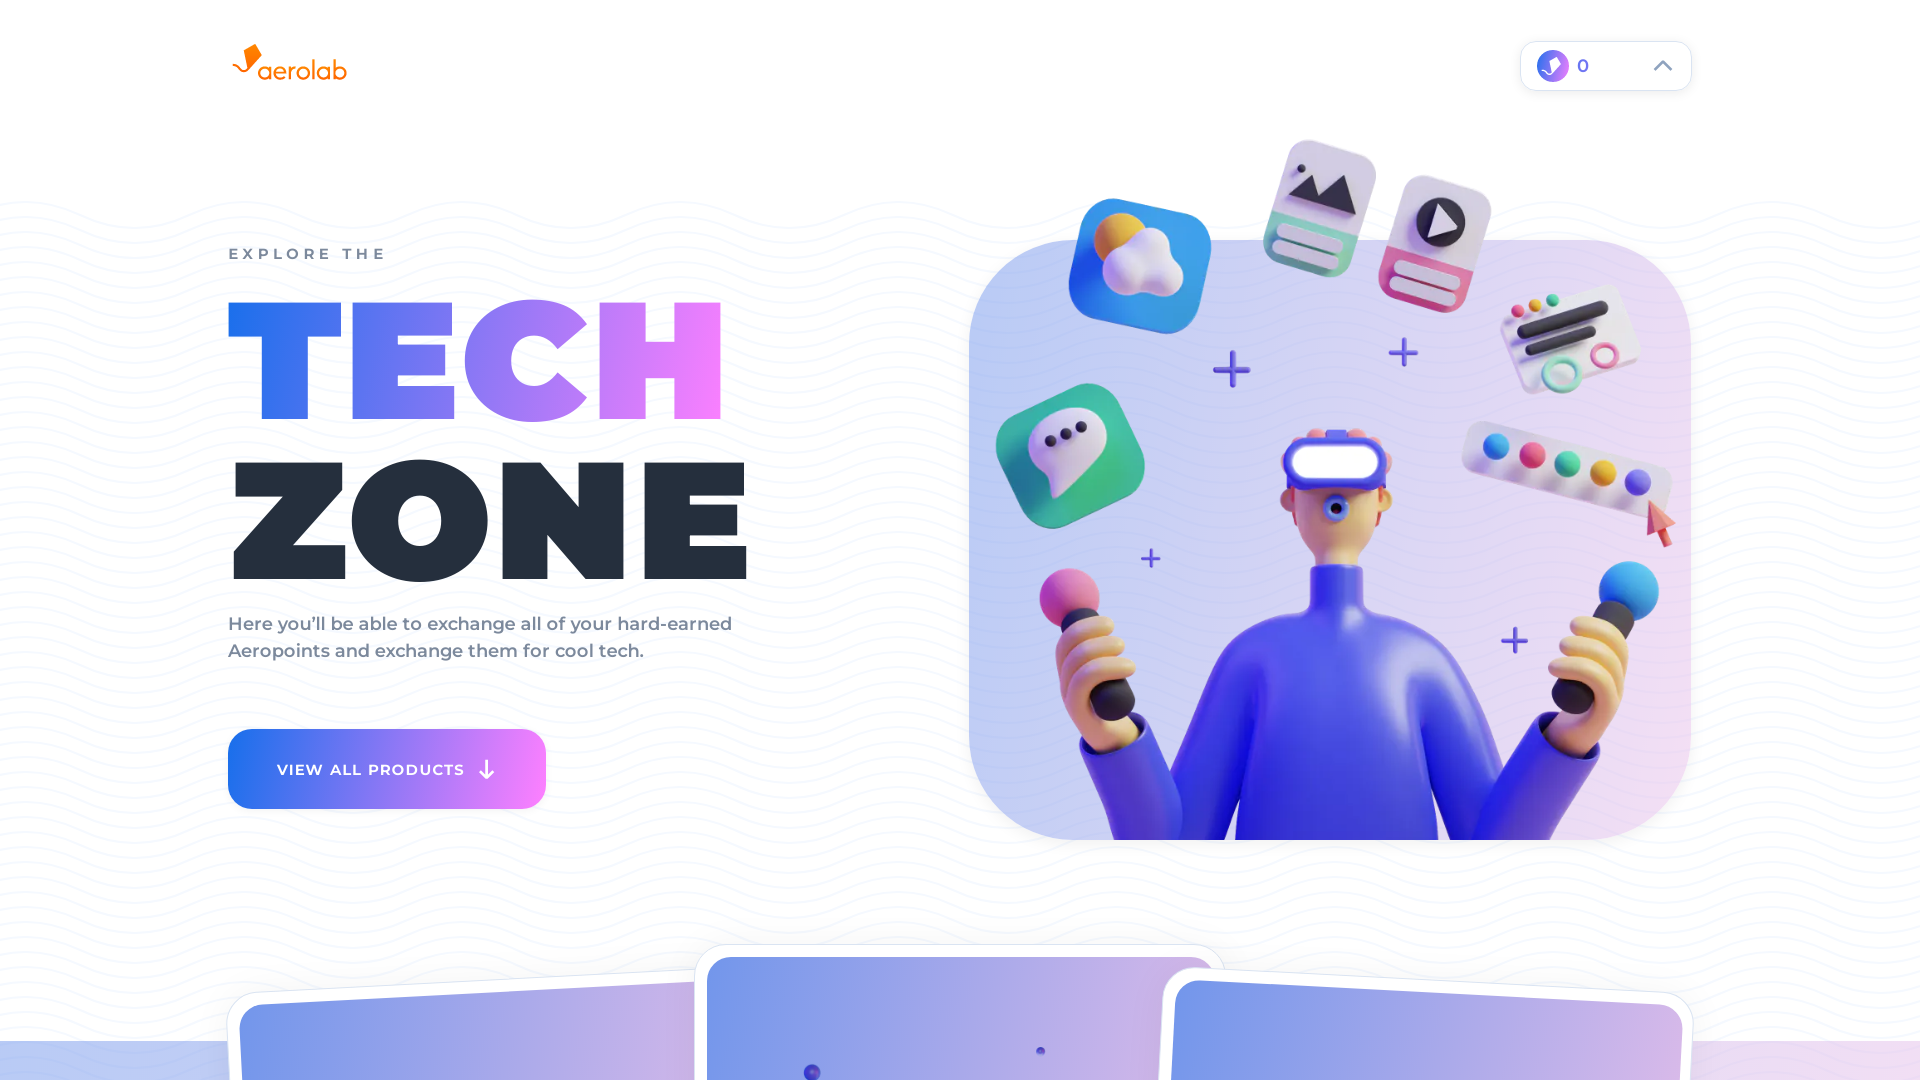 aerolab
0
EXPLORE THE
TECH
ZONE
Here you’ll be able to exchange all of your hard-earned
Aeropoints and exchange them for cool tech.
VIEW ALL PRODUCTS